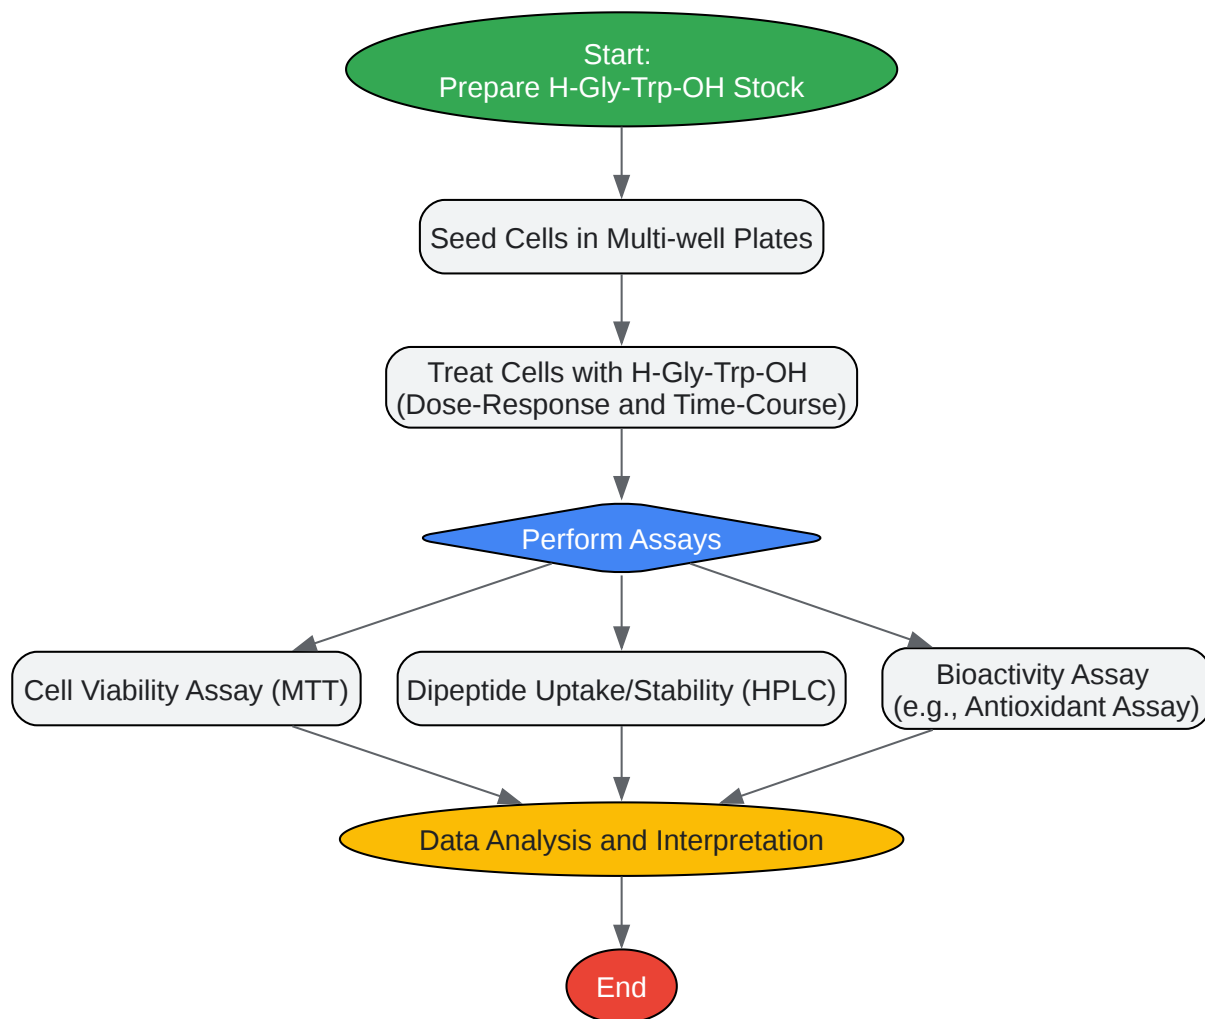 Start:
Prepare H-Gly-Trp-OH Stock
Seed Cells in Multi-well Plates
Treat Cells with H-Gly-Trp-OH
(Dose-Response and Time-Course)
Perform Assays
Cell Viability Assay (MTT)
Dipeptide Uptake/Stability (HPLC)
Bioactivity Assay
(e.g., Antioxidant Assay)
Data Analysis and Interpretation
End